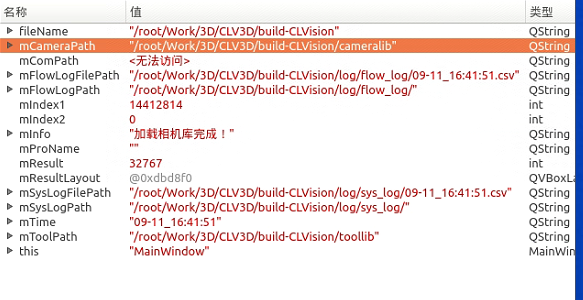 名称 值 类型
fileName "/root/Work/3D/CLV3D/build-CLVision" QString
mCameraPath "/root/Work/3D/CLV3D/build-CLVision/cameralib" QString
mComPath <无法访问> QString
mFlowLogFilePath "/root/Work/3D/CLV3D/build-CLVision/log/flow_log/09-11_16:41:51.csv" QString
mFlowLogPath "/root/Work/3D/CLV3D/build-CLVision/log/flow_log/" QString
mIndex1 14412814 int
mIndex2 0 int
mInfo "加载相机库完成！" QString
mProName "" QString
mResult 32767 int
mResultLayout @0xdbd8f0 QVBoxLa
mSysLogFilePath "/root/Work/3D/CLV3D/build-CLVision/log/sys_log/09-11_16:41:51.csv" QString
mSysLogPath "/root/Work/3D/CLV3D/build-CLVision/log/sys_log/" QString
mTime "09-11_16:41:51" QString
mToolPath "/root/Work/3D/CLV3D/build-CLVision/toollib" QString
this "MainWindow" MainWin